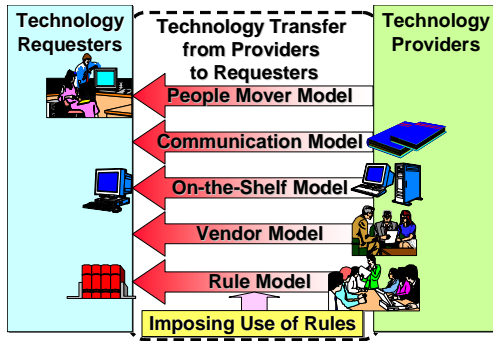 Technology
Requesters
Technology Transfer
from Providers
to Requesters
Technology
Providers
People Mover Model
Communication Model
On-the-Shelf Model
Vendor Model
Rule Model
Imposing Use of Rules